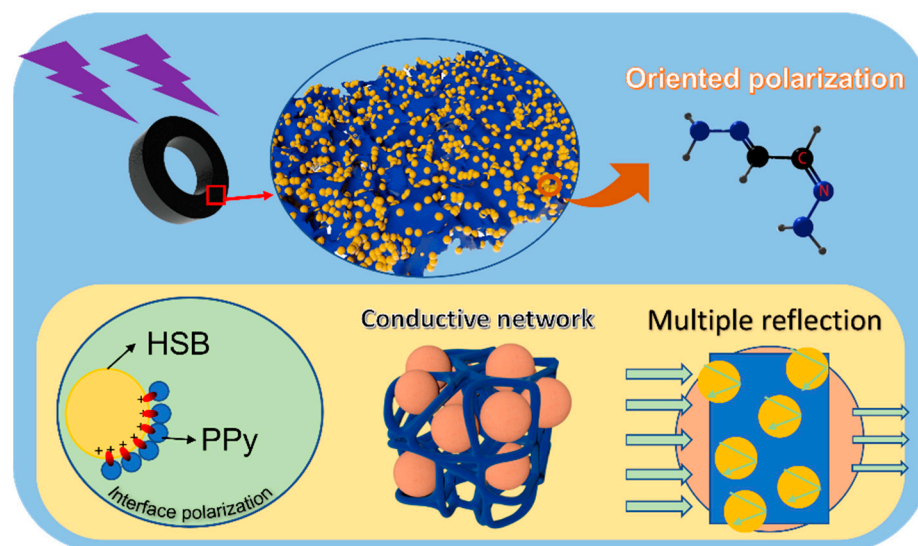 Oriented polarization
C
N
HSB
PPy
+
+
+
+
+
+
+
Interface polarization
Conductive network
Multiple reflection